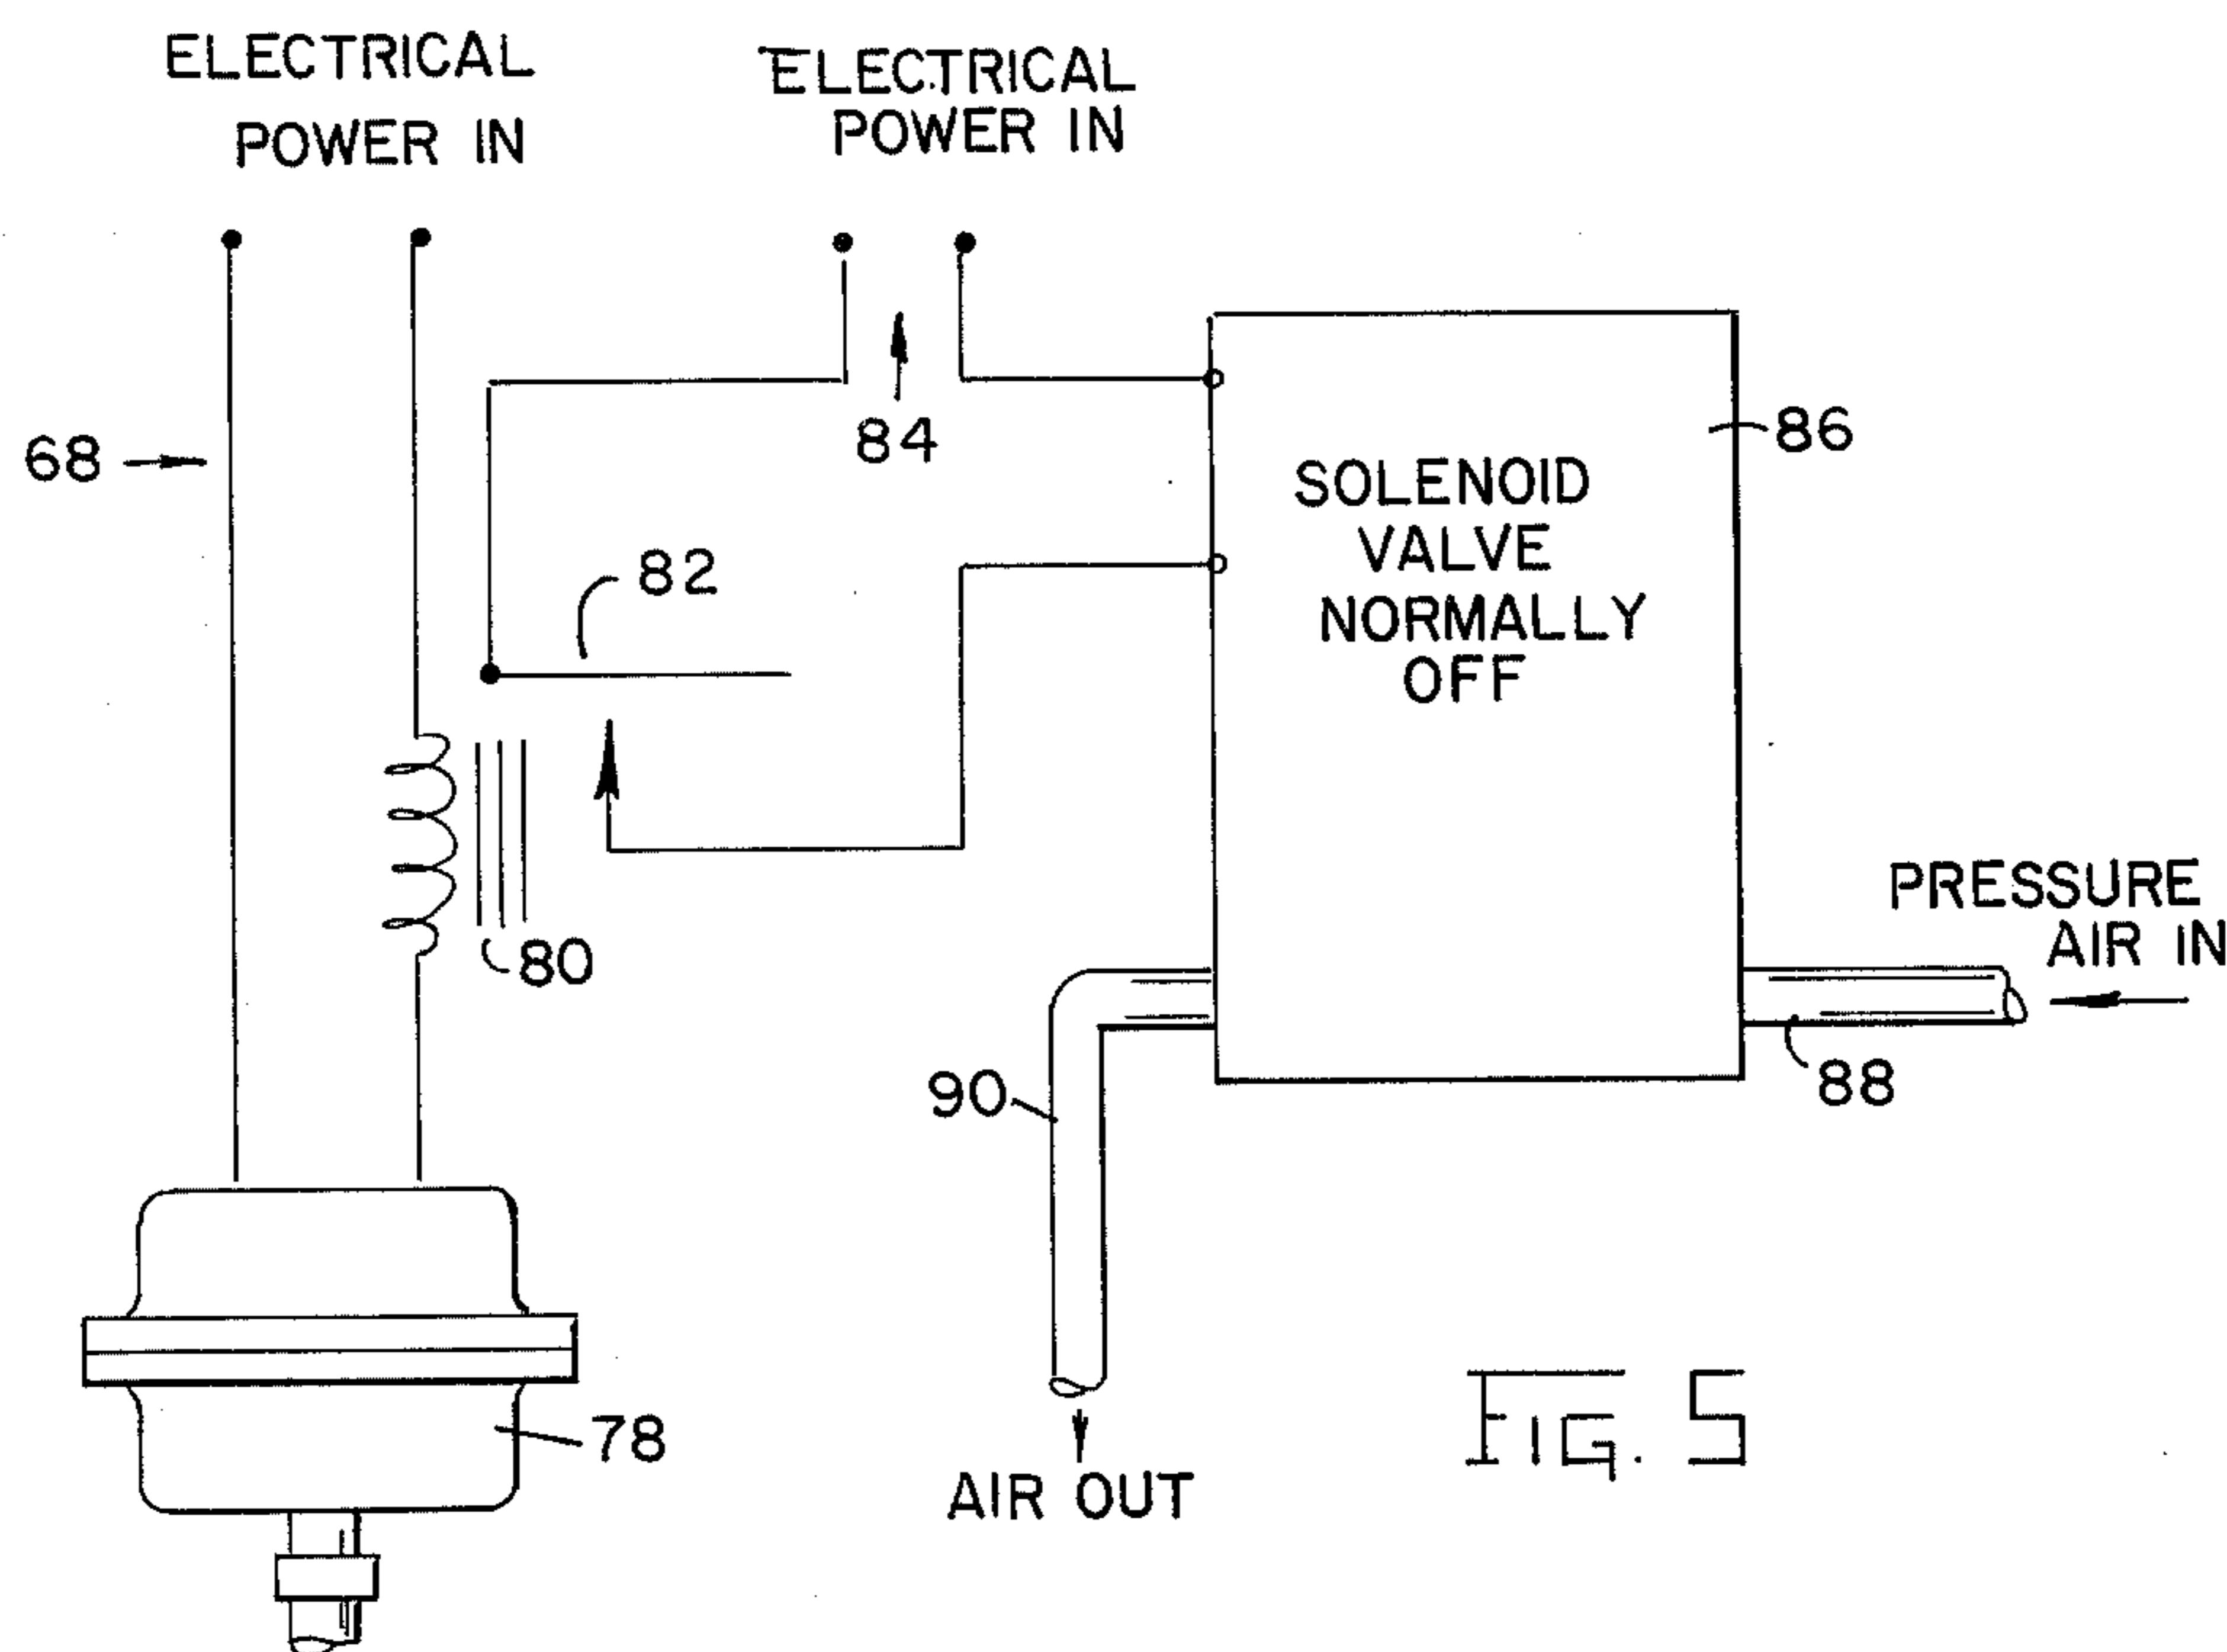 ELECTRICAL
POWER IN
ELECTRICAL
POWER IN
68
84
86
SOLENOID
VALVE
NORMALLY
OFF
82
80
PRESSURE
AIR IN
88
90
78
AIR OUT
FIG. 5